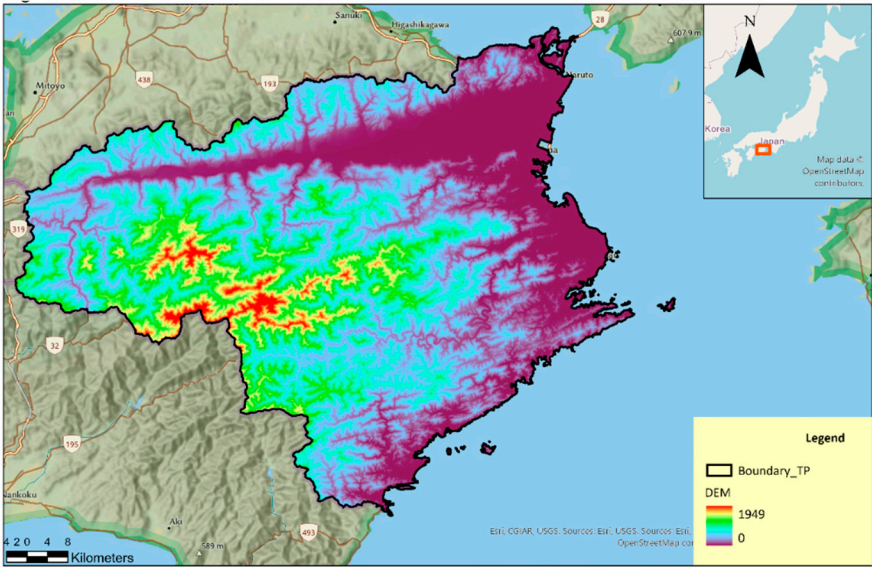 Sanuki
Higashikagawa
28
607.9 m
N
Mitoyo
438
193
Naruto
Korea
Japan
Map data ©
OpenStreetMap
contributors,
319
32
195
Legend
Boundary_TP
DEM
1949
0
Nankoku
Aki
589 m
493
Esri, CGIAR, USGS. Sources: Esri, USGS. Sources: Esri,
OpenStreetMap
4 2 0 4 8
Kilometers